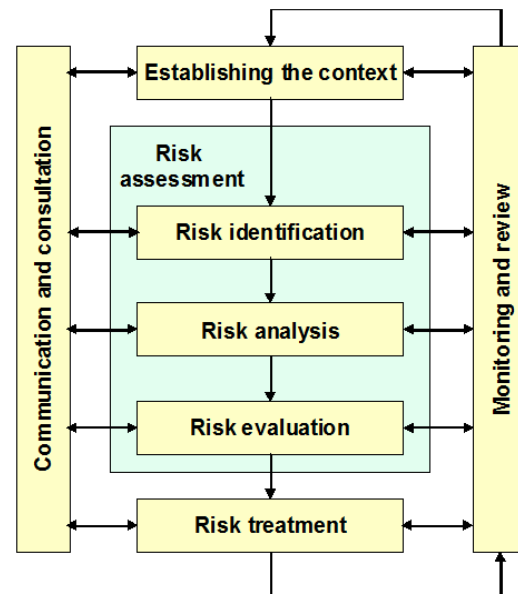 Establishing the context
Risk
assessment
Risk identification
Risk analysis
Risk evaluation
Risk treatment
Communication and consultation
Monitoring and review